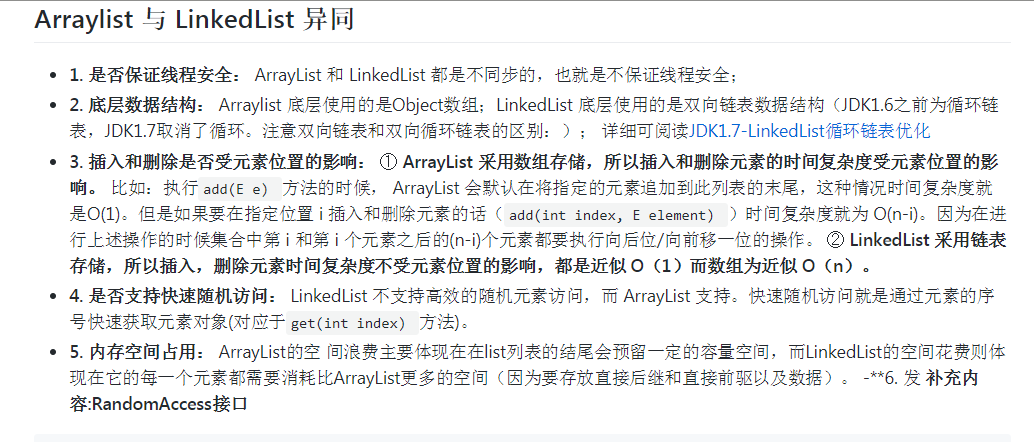 Arraylist 与 LinkedList 异同
1. 是否保证线程安全： ArrayList 和 LinkedList 都是不同步的，也就是不保证线程安全；
2. 底层数据结构： Arraylist 底层使用的是Object数组；LinkedList 底层使用的是双向链表数据结构（JDK1.6之前为循环链
表，JDK1.7取消了循环。注意双向链表和双向循环链表的区别：）； 详细可阅读JDK1.7-LinkedList循环链表优化
3. 插入和删除是否受元素位置的影响： ① ArrayList 采用数组存储，所以插入和删除元素的时间复杂度受元素位置的影
响。 比如：执行 add(E e) 方法的时候， ArrayList 会默认在将指定的元素追加到此列表的末尾，这种情况时间复杂度就
是O(1)。但是如果要在指定位置 i 插入和删除元素的话（ add(int index, E element) ）时间复杂度就为 O(n-i)。因为在进
行上述操作的时候集合中第 i 和第 i 个元素之后的(n-i)个元素都要执行向后位/向前移一位的操作。 ② LinkedList 采用链表
存储，所以插入，删除元素时间复杂度不受元素位置的影响，都是近似 O（1）而数组为近似 O（n）。
4. 是否支持快速随机访问： LinkedList 不支持高效的随机元素访问，而 ArrayList 支持。快速随机访问就是通过元素的序
号快速获取元素对象(对应于 get(int index) 方法)。
5. 内存空间占用： ArrayList的空 间浪费主要体现在在list列表的结尾会预留一定的容量空间，而LinkedList的空间花费则体
现在它的每一个元素都需要消耗比ArrayList更多的空间（因为要存放直接后继和直接前驱以及数据）。 -**6. 发 补充内
容:RandomAccess接口